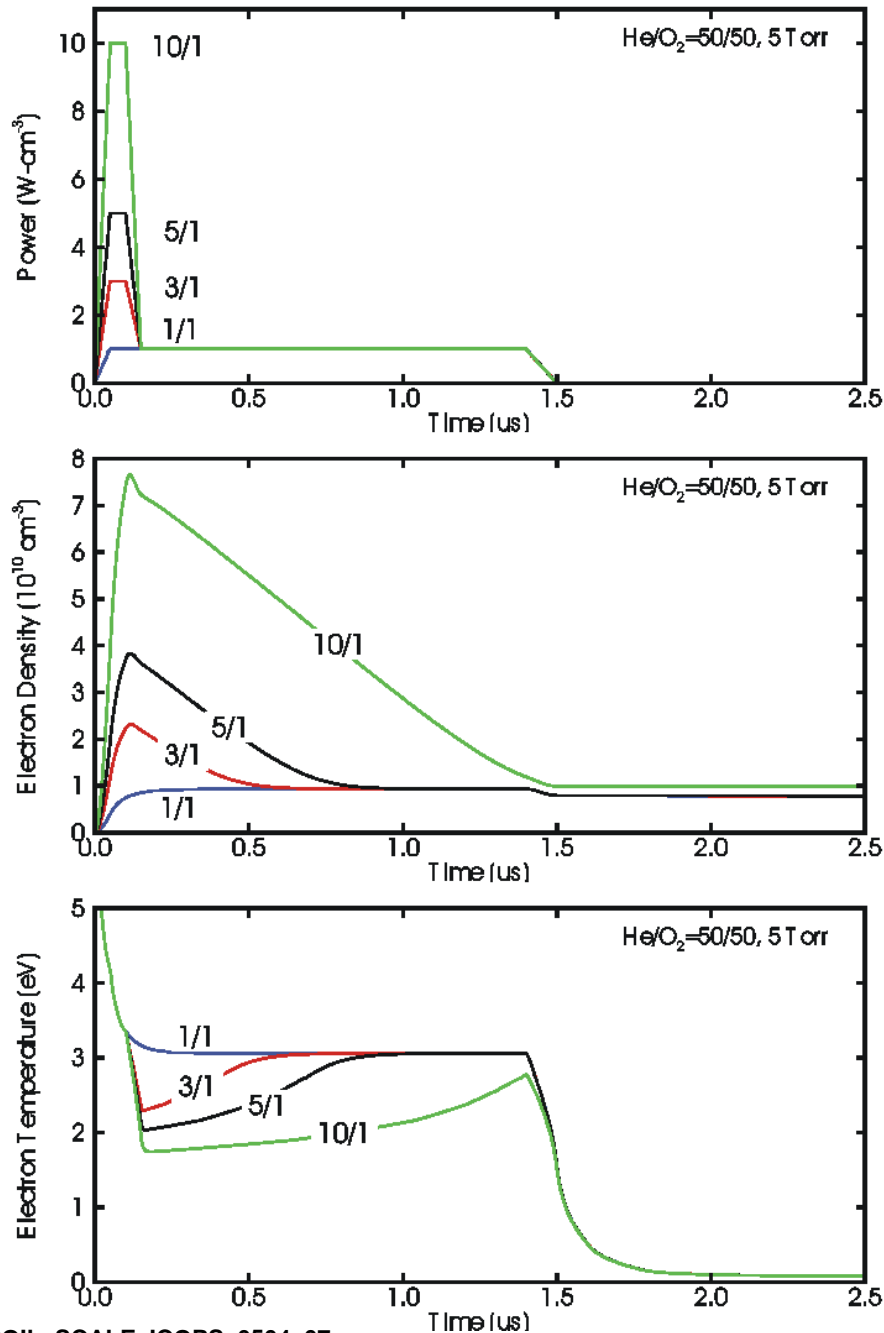 He/O₂=50/50, 5 Torr
10/1
5/1
3/1
1/1
Power (W-cm⁻³)
10
8
6
4
2
0
0.0 0.5 1.0 1.5 2.0 2.5
Time (us)
He/O₂=50/50, 5 Torr
10/1
5/1
3/1
1/1
Electron Density (10¹⁰ cm⁻³)
8
7
6
5
4
3
2
1
0
0.0 0.5 1.0 1.5 2.0 2.5
Time (us)
He/O₂=50/50, 5 Torr
1/1
3/1
5/1
10/1
Electron Temperature (eV)
5
4
3
2
1
0
0.0 0.5 1.0 1.5 2.0 2.5
Time (us)